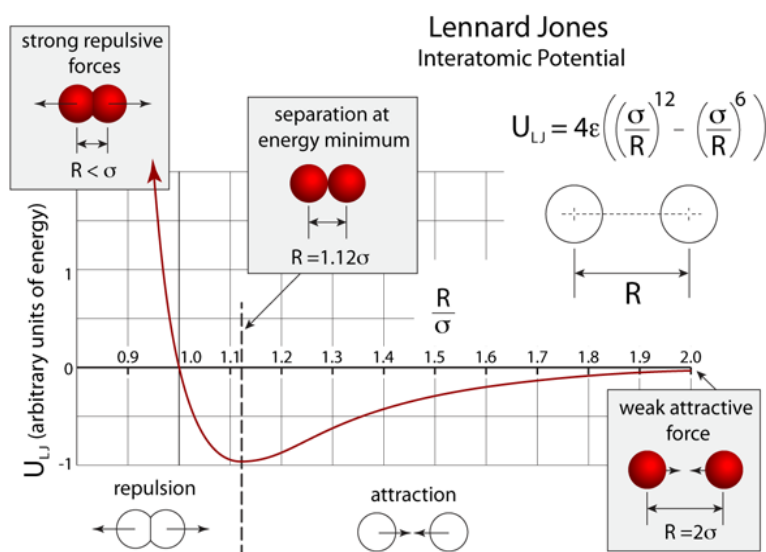 Lennard Jones
Interatomic Potential
strong repulsive
forces
R < σ
separation at
energy minimum
R=1.12σ
U_LJ = 4ε((σ/R)^12 − (σ/R)^6)
R
R/σ
U_LJ (arbitrary units of energy)
1
0
-1
0.9 1.0 1.1 1.2 1.3 1.4 1.5 1.6 1.7 1.8 1.9 2.0
weak attractive
force
R=2σ
repulsion
attraction